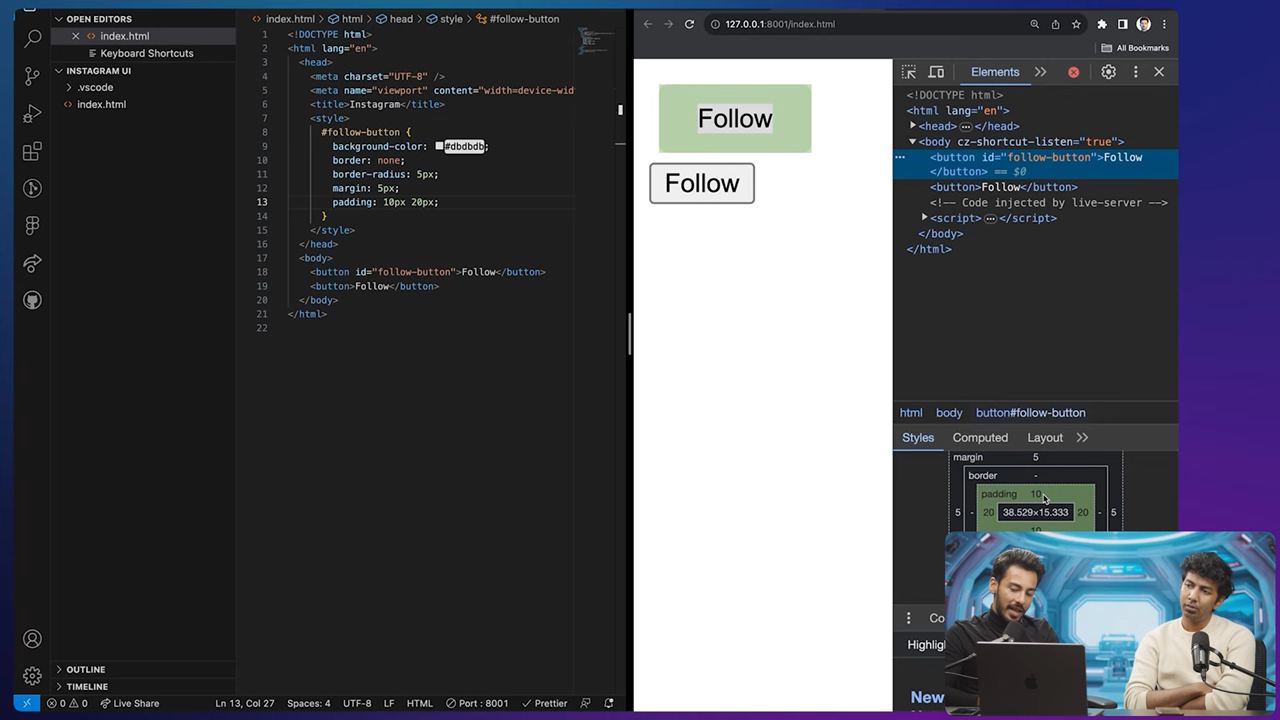 OPEN EDITORS
index.html
Keyboard Shortcuts
INSTAGRAM UI
.vscode
index.html
OUTLINE
TIMELINE
index.html > html > head > style > #follow-button
1 <!DOCTYPE html>
2 <html lang="en">
3 <head>
4 <meta charset="UTF-8" />
5 <meta name="viewport" content="width=device-wid
6 <title>Instagram</title>
7 <style>
8 #follow-button {
9 background-color: #dbdbdb;
10 border: none;
11 border-radius: 5px;
12 margin: 5px;
13 padding: 10px 20px;
14 }
15 </style>
16 </head>
17 <body>
18 <button id="follow-button">Follow</button>
19 <button>Follow</button>
20 </body>
21 </html>
22
0 0 Live Share Ln 13, Col 27 Spaces: 4 UTF-8 LF HTML Port : 8001 Prettier
127.0.0.1:8001/index.html
All Bookmarks
Follow
Follow
Elements
<!DOCTYPE html>
<html lang="en">
<head> </head>
<body cz-shortcut-listen="true">
<button id="follow-button">Follow
</button> == $0
<button>Follow</button>
<!-- Code injected by live-server -->
<script> </script>
</body>
</html>
html body button#follow-button
Styles Computed Layout
margin 5
border -
padding 10
5 - 20 38.529×15.333 20 - 5
Co
Highligh
New